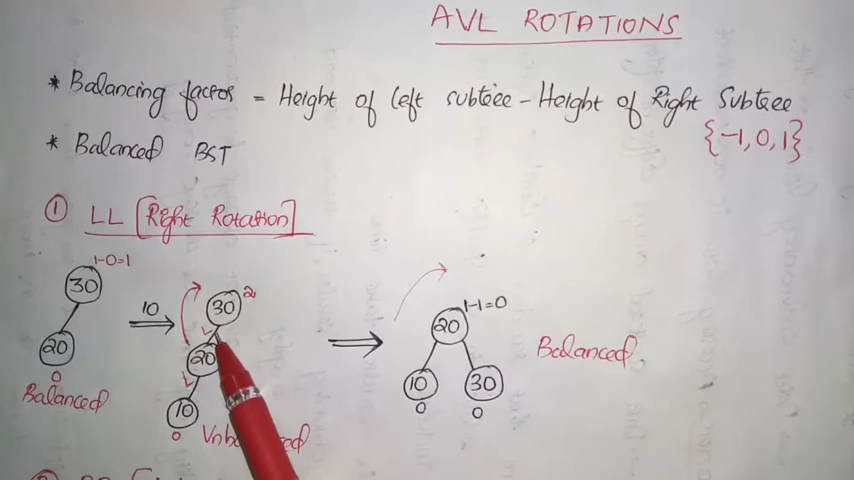 AVL ROTATIONS
* Balancing factor = Height of left subtree - Height of Right Subtree
{-1, 0, 1}
* Balanced BST
① LL [Right Rotation]
1-0=1
30
20
0
Balanced
10
30 2
20
10
0
1-1=0
20
10 30
0 0
Balanced